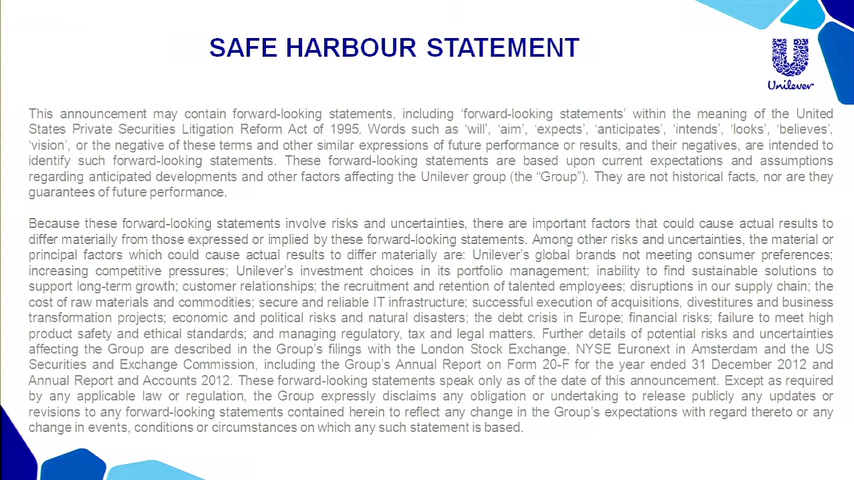 SAFE HARBOUR STATEMENT
Unilever
This announcement may contain forward-looking statements, including ‘forward-looking statements’ within the meaning of the United
States Private Securities Litigation Reform Act of 1995. Words such as ‘will’, ‘aim’, ‘expects’, ‘anticipates’, ‘intends’, ‘looks’, ‘believes’,
‘vision’, or the negative of these terms and other similar expressions of future performance or results, and their negatives, are intended to
identify such forward-looking statements. These forward-looking statements are based upon current expectations and assumptions
regarding anticipated developments and other factors affecting the Unilever group (the “Group”). They are not historical facts, nor are they
guarantees of future performance.
Because these forward-looking statements involve risks and uncertainties, there are important factors that could cause actual results to
differ materially from those expressed or implied by these forward-looking statements. Among other risks and uncertainties, the material or
principal factors which could cause actual results to differ materially are: Unilever’s global brands not meeting consumer preferences;
increasing competitive pressures; Unilever’s investment choices in its portfolio management; inability to find sustainable solutions to
support long-term growth; customer relationships; the recruitment and retention of talented employees; disruptions in our supply chain; the
cost of raw materials and commodities; secure and reliable IT infrastructure; successful execution of acquisitions, divestitures and business
transformation projects; economic and political risks and natural disasters; the debt crisis in Europe; financial risks; failure to meet high
product safety and ethical standards; and managing regulatory, tax and legal matters. Further details of potential risks and uncertainties
affecting the Group are described in the Group’s filings with the London Stock Exchange, NYSE Euronext in Amsterdam and the US
Securities and Exchange Commission, including the Group’s Annual Report on Form 20-F for the year ended 31 December 2012 and
Annual Report and Accounts 2012. These forward-looking statements speak only as of the date of this announcement. Except as required
by any applicable law or regulation, the Group expressly disclaims any obligation or undertaking to release publicly any updates or
revisions to any forward-looking statements contained herein to reflect any change in the Group’s expectations with regard thereto or any
change in events, conditions or circumstances on which any such statement is based.